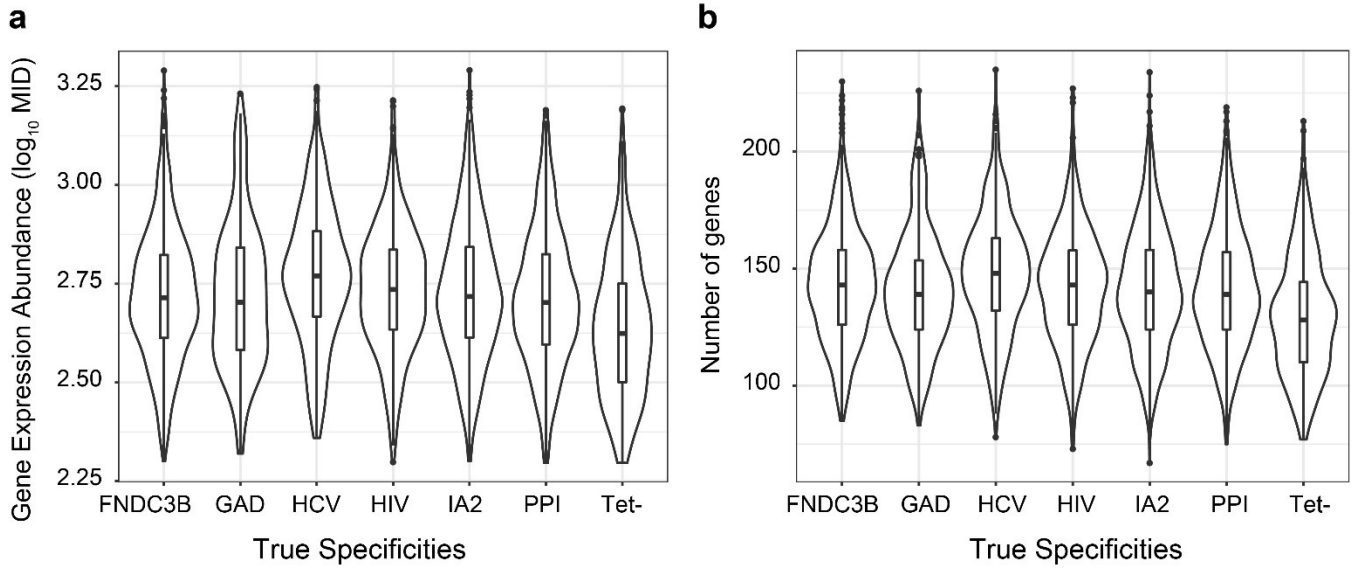 a
Gene Expression Abundance (log10 MID)
3.25
3.00
2.75
2.50
2.25
FNDC3B GAD HCV HIV IA2 PPI Tet-
True Specificities
b
Number of genes
200
150
100
FNDC3B GAD HCV HIV IA2 PPI Tet-
True Specificities